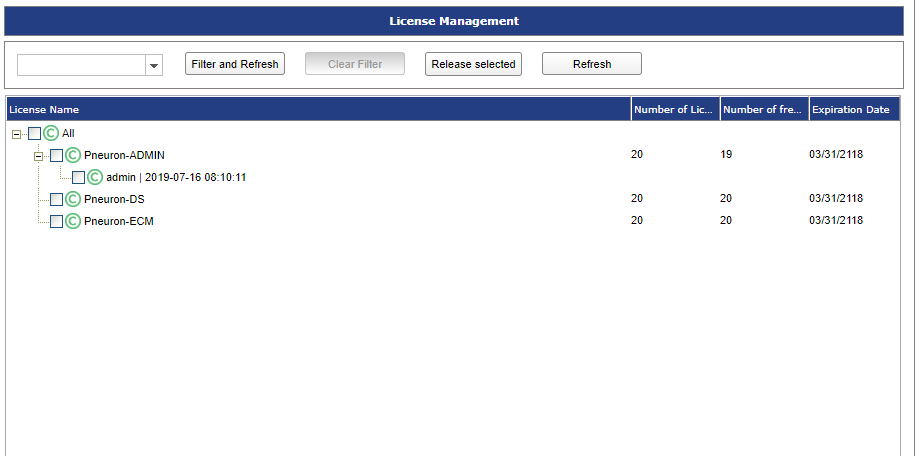 License Management
Filter and Refresh Clear Filter Release selected Refresh
License Name Number of Lic... Number of fre... Expiration Date
All
Pneuron-ADMIN 20 19 03/31/2118
admin | 2019-07-16 08:10:11
Pneuron-DS 20 20 03/31/2118
Pneuron-ECM 20 20 03/31/2118